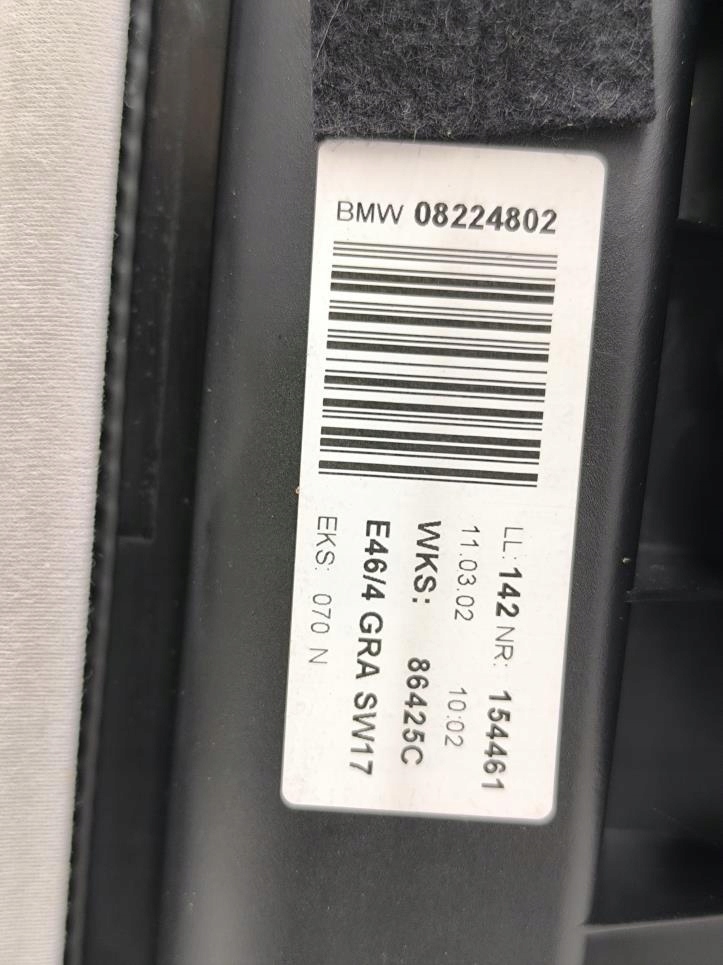 BMW 08224802
LL: 142 NR: 154461
11.03.02 10:02
WKS: 86425C
E46/4 GRA SW17
EKS: 070 N